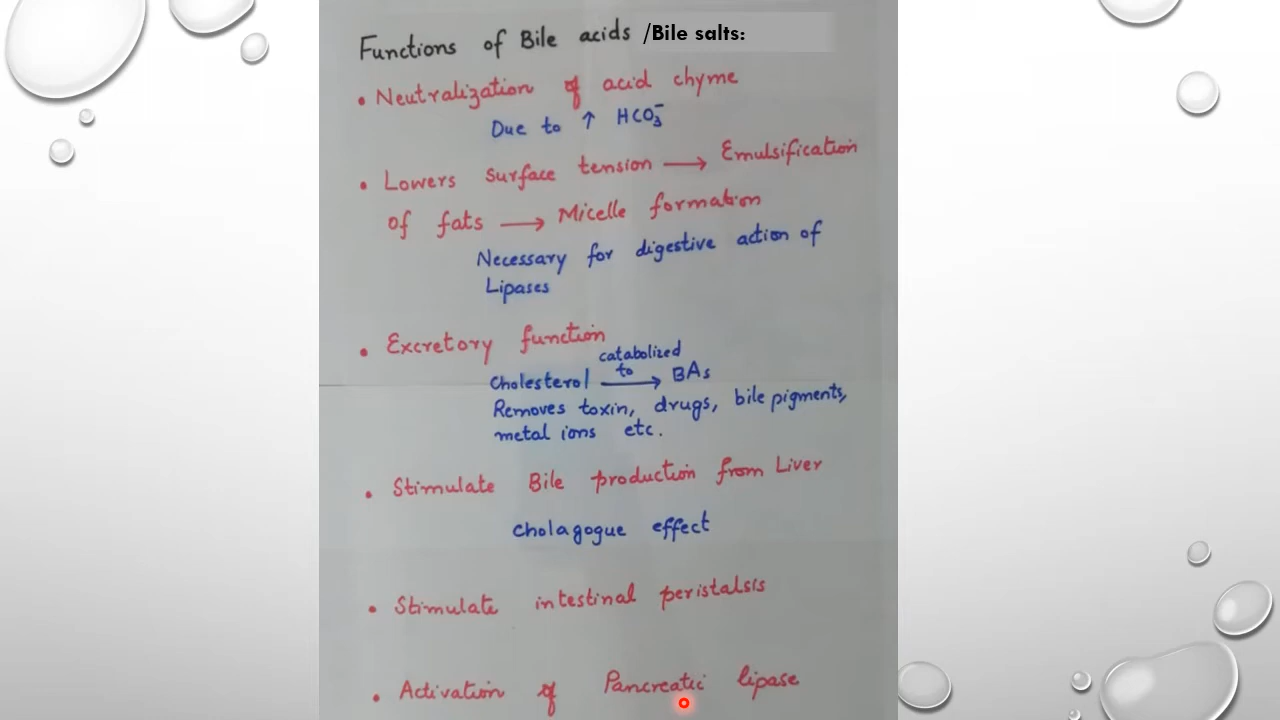 Functions of Bile acids /Bile salts:
• Neutralization of acid chyme
Due to ↑ HCO₃⁻
• Lowers surface tension → Emulsification
of fats → Micelle formation
Necessary for digestive action of
Lipases
• Excretory function
catabolized
Cholesterol to → BAs
Removes toxin, drugs, bile pigments,
metal ions etc.
• Stimulate Bile production from Liver
Cholagogue effect
• Stimulate intestinal peristalsis
• Activation of Pancreatic lipase